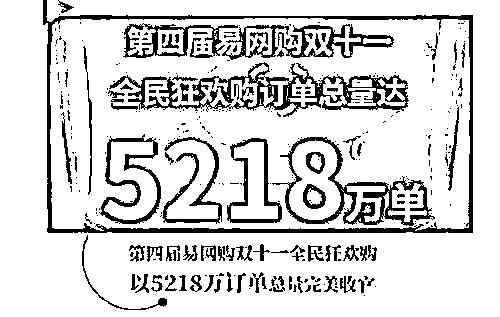 第四届易网购双十一
全民狂欢购订单总量达
5218万单
第四届易网购双十一全民狂欢购
以5218万订单总量完美收官